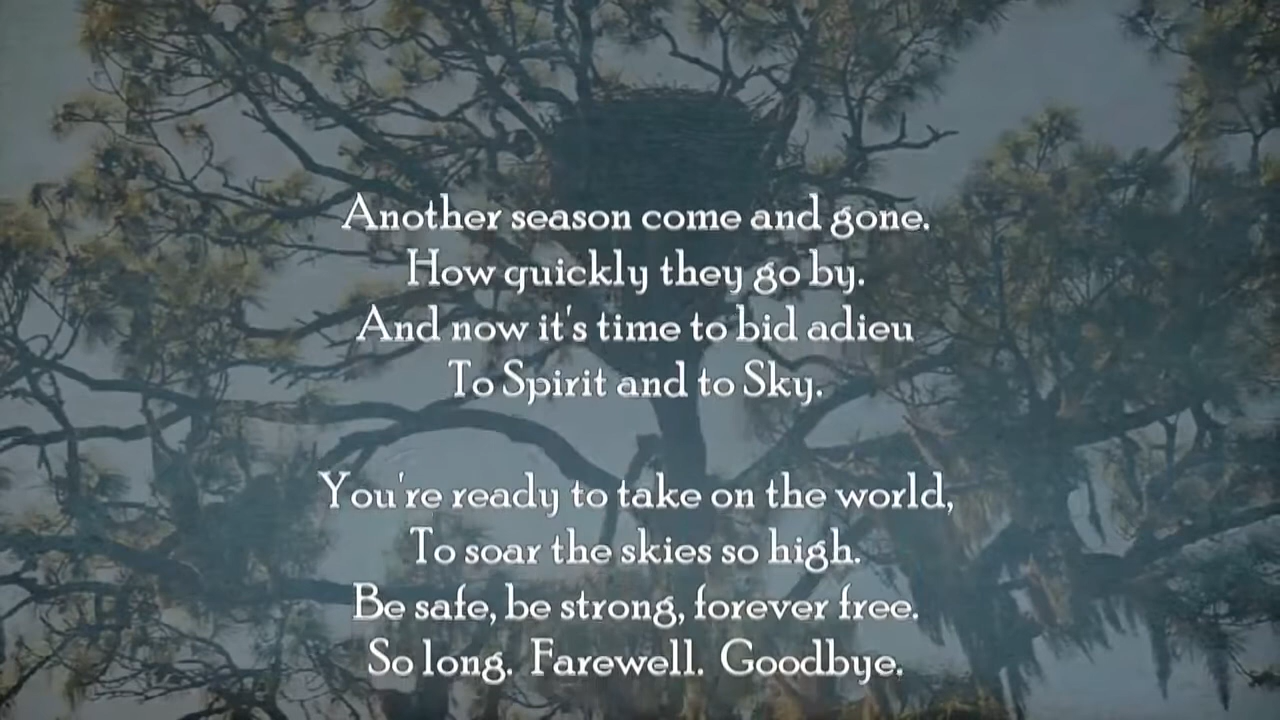 Another season come and gone.
How quickly they go by.
And now it's time to bid adieu
To Spirit and to Sky.
You're ready to take on the world,
To soar the skies so high.
Be safe, be strong, forever free.
So long. Farewell. Goodbye.